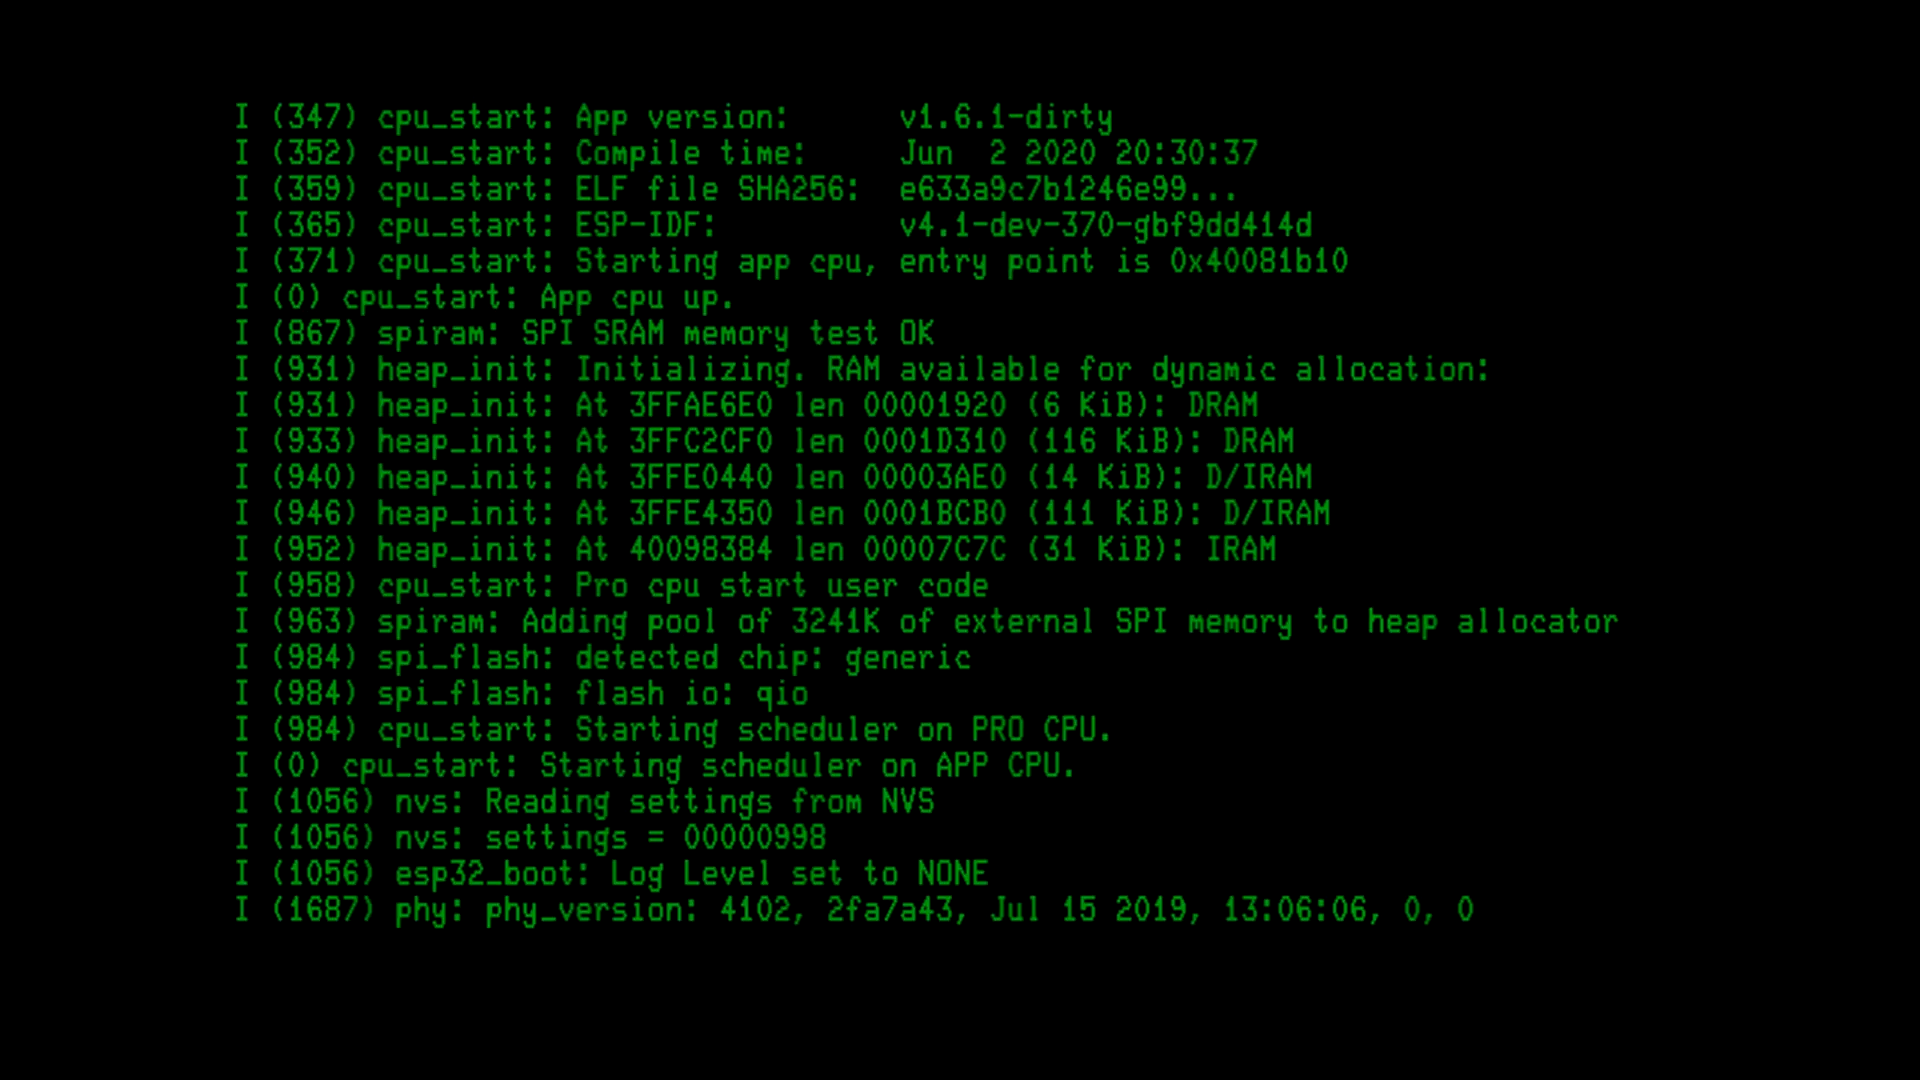 I (347) cpu_start: App version:      v1.6.1-dirty
I (352) cpu_start: Compile time:     Jun  2 2020 20:30:37
I (359) cpu_start: ELF file SHA256:  e633a9c7b1246e99...
I (365) cpu_start: ESP-IDF:          v4.1-dev-370-gbf9dd414d
I (371) cpu_start: Starting app cpu, entry point is 0x40081b10
I (0) cpu_start: App cpu up.
I (867) spiram: SPI SRAM memory test OK
I (931) heap_init: Initializing. RAM available for dynamic allocation:
I (931) heap_init: At 3FFAE6E0 len 00001920 (6 KiB): DRAM
I (933) heap_init: At 3FFC2CF0 len 0001D310 (116 KiB): DRAM
I (940) heap_init: At 3FFE0440 len 00003AE0 (14 KiB): D/IRAM
I (946) heap_init: At 3FFE4350 len 0001BCB0 (111 KiB): D/IRAM
I (952) heap_init: At 40098384 len 00007C7C (31 KiB): IRAM
I (958) cpu_start: Pro cpu start user code
I (963) spiram: Adding pool of 3241K of external SPI memory to heap allocator
I (984) spi_flash: detected chip: generic
I (984) spi_flash: flash io: qio
I (984) cpu_start: Starting scheduler on PRO CPU.
I (0) cpu_start: Starting scheduler on APP CPU.
I (1056) nvs: Reading settings from NVS
I (1056) nvs: settings = 00000998
I (1056) esp32_boot: Log Level set to NONE
I (1687) phy: phy_version: 4102, 2fa7a43, Jul 15 2019, 13:06:06, 0, 0